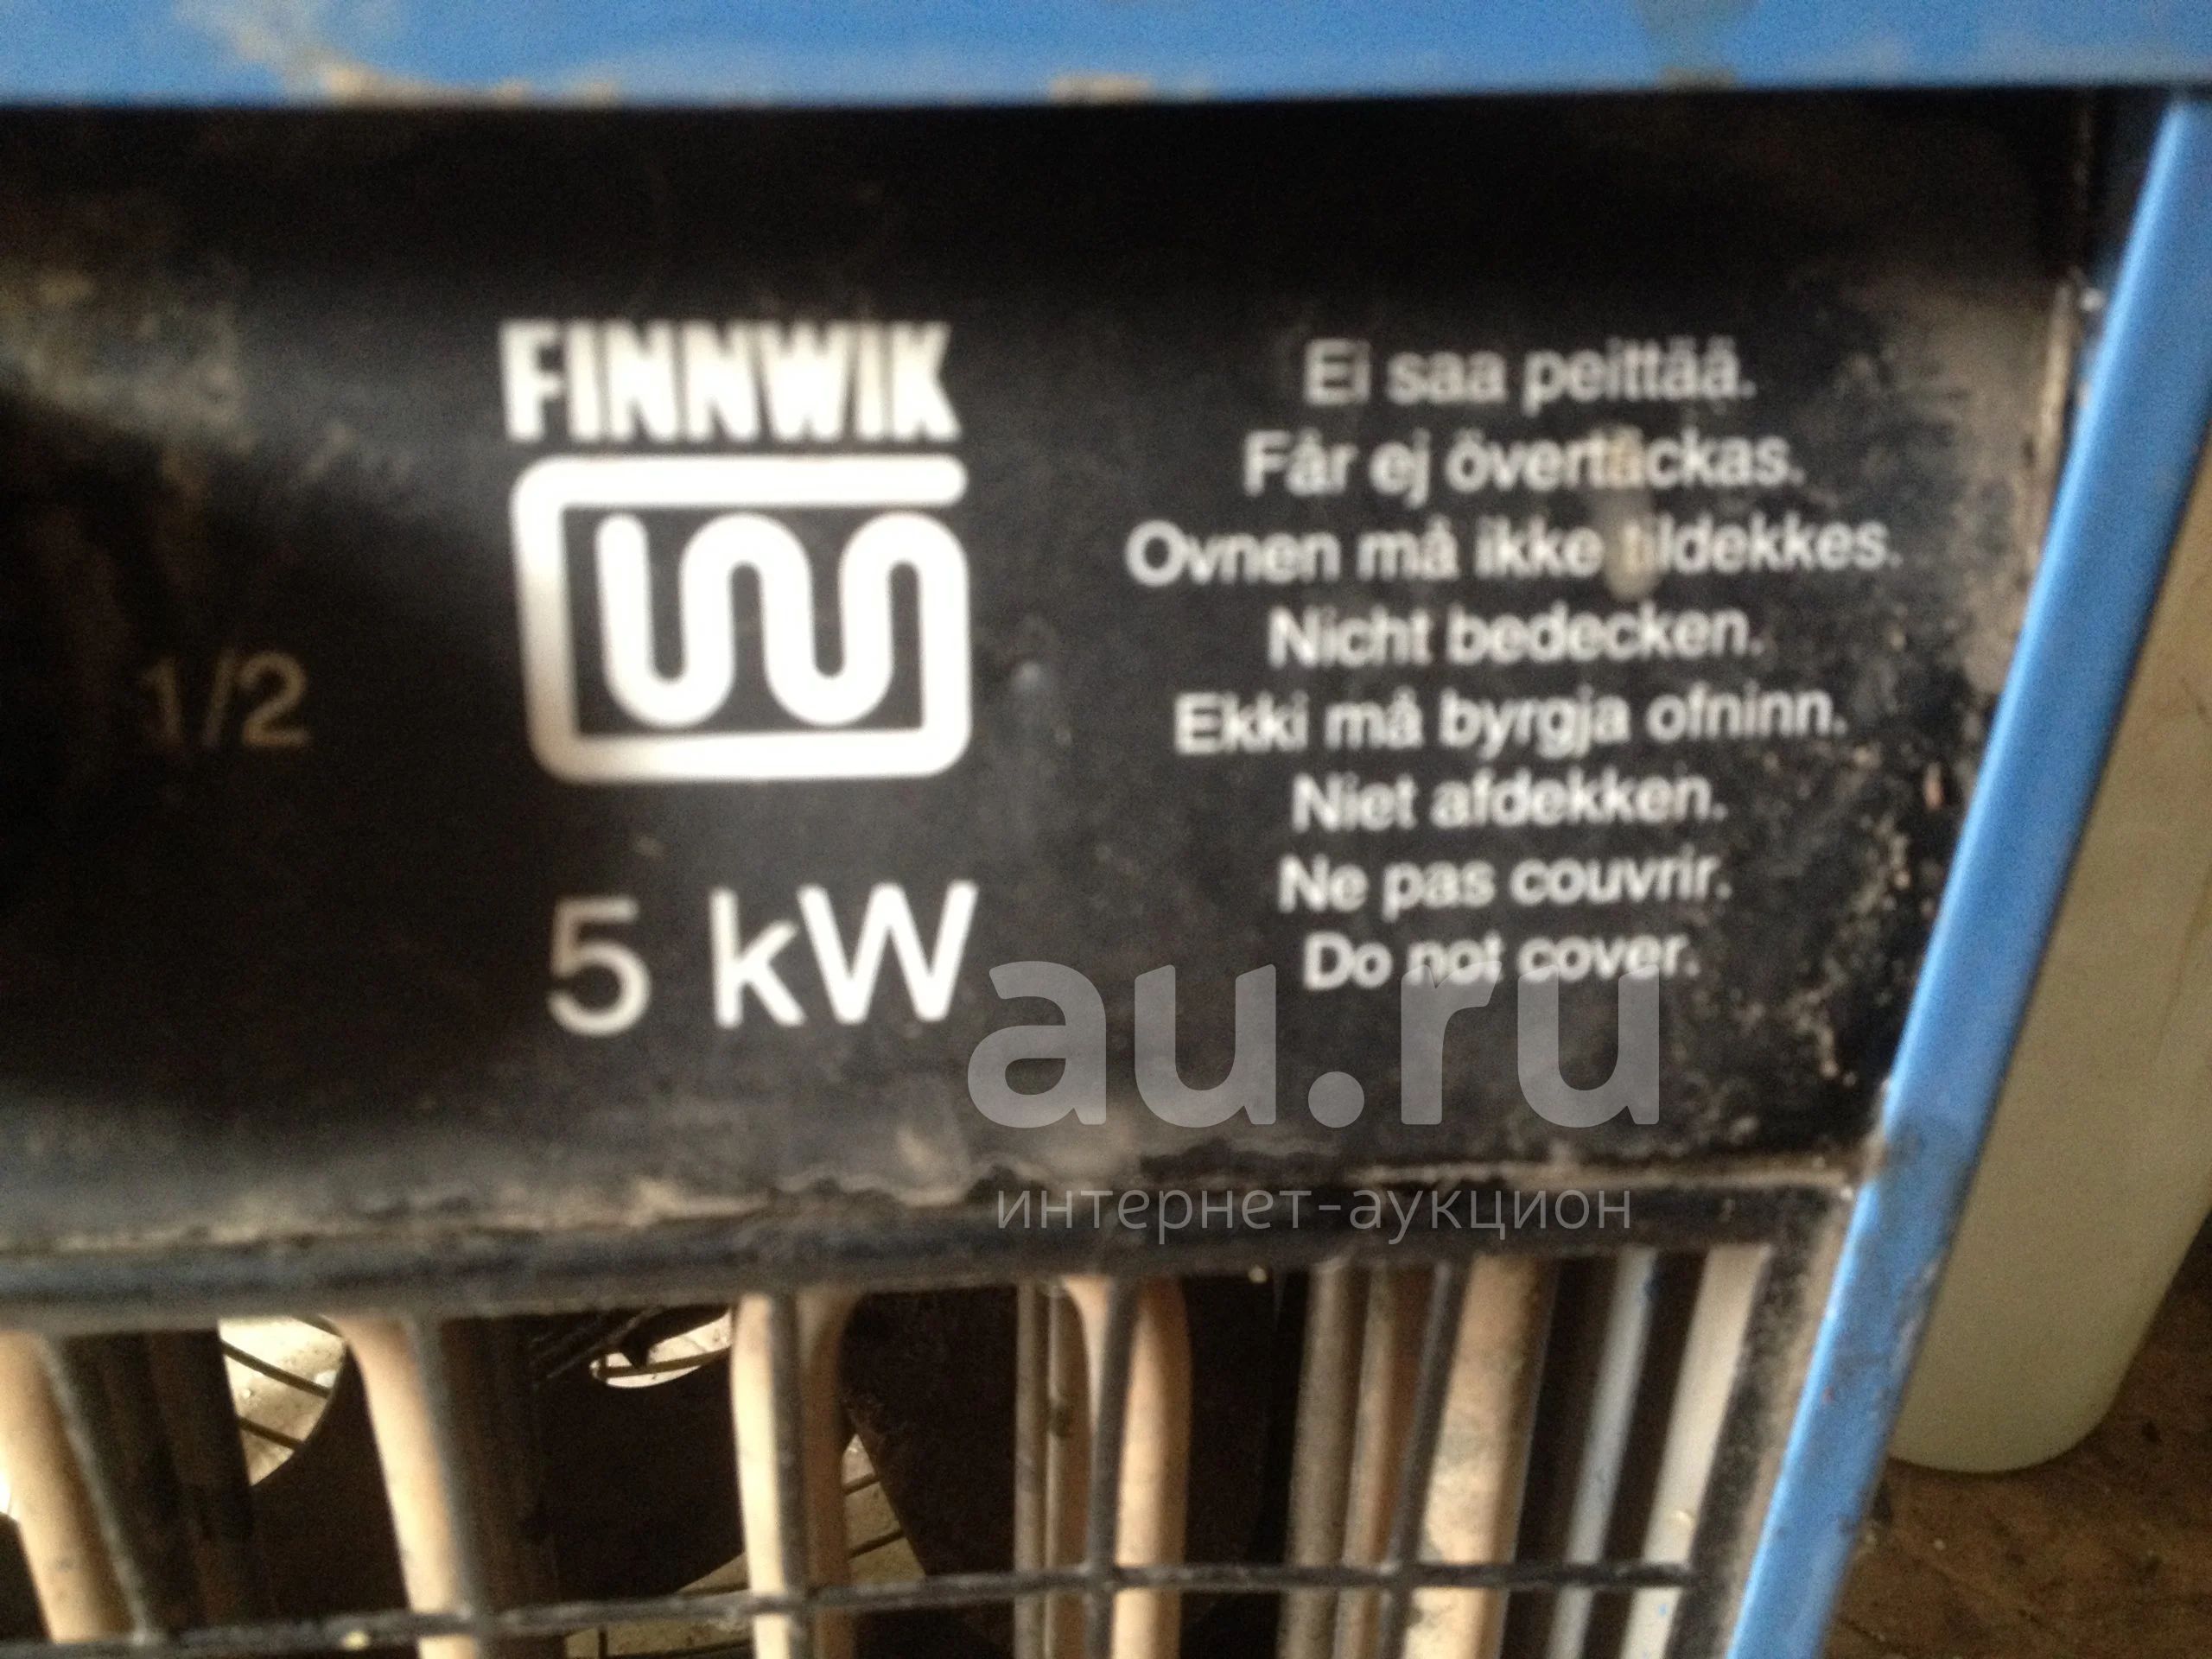 FINNWIK
1/2
5 kW
Ei saa peittää.
Får ej övertäckas.
Ovnen må ikke tildekkes.
Nicht bedecken.
Ekki må byrgja ofninn.
Niet afdekken.
Ne pas couvrir.
Do not cover.
au.ru
интернет-аукцион